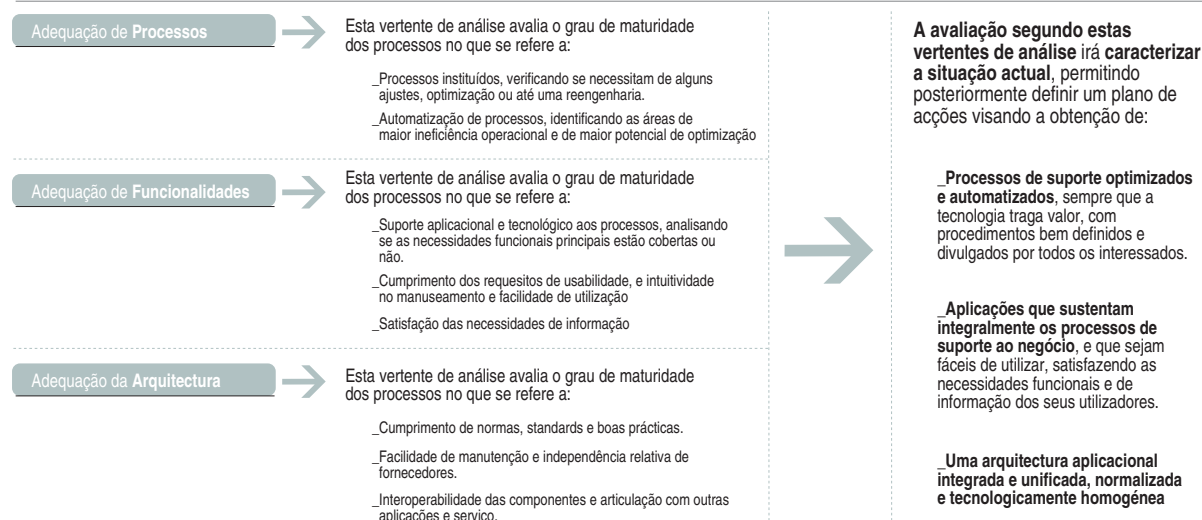 Adequação de Processos
Esta vertente de análise avalia o grau de maturidade
dos processos no que se refere a:
_Processos instituídos, verificando se necessitam de alguns
ajustes, optimização ou até uma reengenharia.
_Automatização de processos, identificando as áreas de
maior ineficiência operacional e de maior potencial de optimização
Adequação de Funcionalidades
Esta vertente de análise avalia o grau de maturidade
dos processos no que se refere a:
_Suporte aplicacional e tecnológico aos processos, analisando
se as necessidades funcionais principais estão cobertas ou
não.
_Cumprimento dos requesitos de usabilidade, e intuitividade
no manuseamento e facilidade de utilização
_Satisfação das necessidades de informação
Adequação da Arquitectura
Esta vertente de análise avalia o grau de maturidade
dos processos no que se refere a:
_Cumprimento de normas, standards e boas prácticas.
_Facilidade de manutenção e independência relativa de
fornecedores.
_Interoperabilidade das componentes e articulação com outras
aplicações e serviço.
A avaliação segundo estas
vertentes de análise irá caracterizar
a situação actual, permitindo
posteriormente definir um plano de
acções visando a obtenção de:
_Processos de suporte optimizados
e automatizados, sempre que a
tecnologia traga valor, com
procedimentos bem definidos e
divulgados por todos os interessados.
_Aplicações que sustentam
integralmente os processos de
suporte ao negócio, e que sejam
fáceis de utilizar, satisfazendo as
necessidades funcionais e de
informação dos seus utilizadores.
_Uma arquitectura aplicacional
integrada e unificada, normalizada
e tecnologicamente homogénea